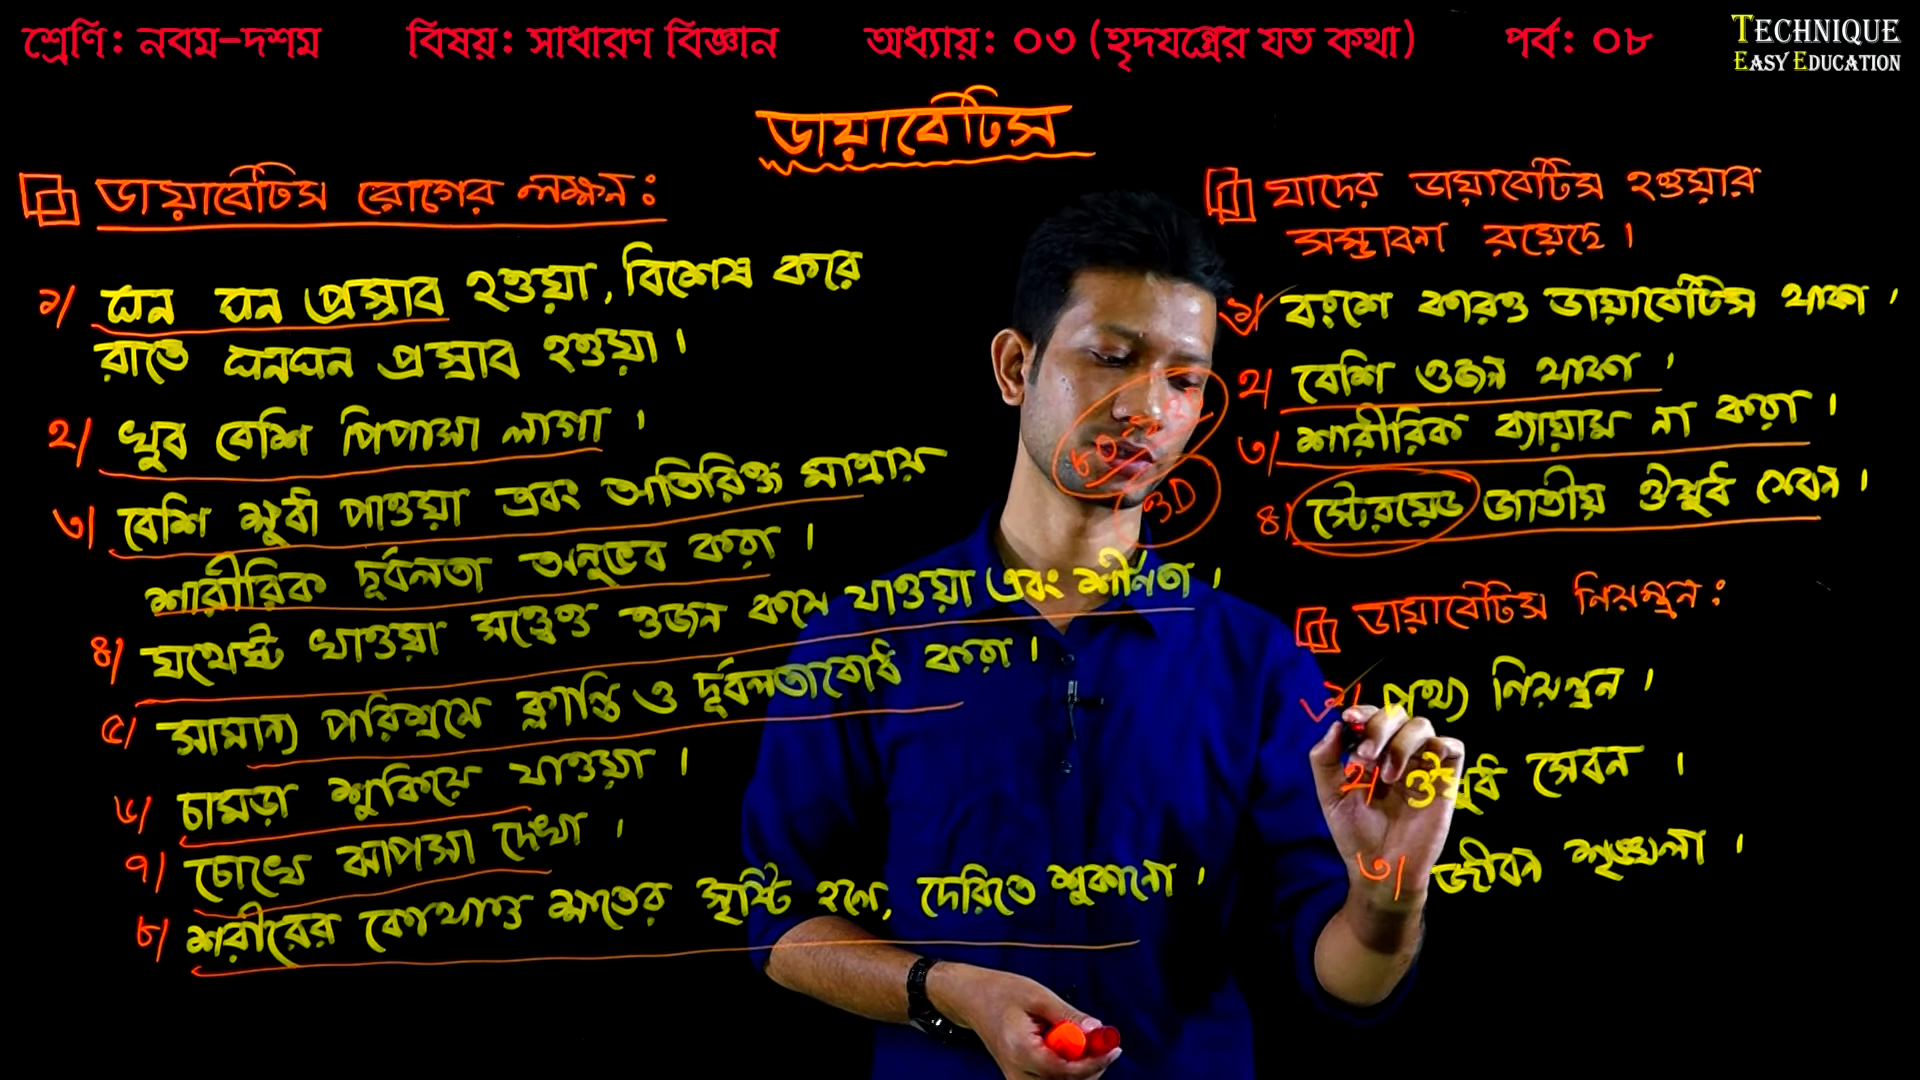 শ্রেণি: নবম-দশম বিষয়: সাধারণ বিজ্ঞান অধ্যায়: ০৩ (হৃদযন্ত্রের যত কথা) পর্ব: ০৮
TECHNIQUE
EASY EDUCATION
ডায়াবেটিস
ডায়াবেটিস রোগের লক্ষন:
১/ ঘন ঘন প্রস্রাব হওয়া, বিশেষ করে
রাতে ঘনঘন প্রস্রাব হওয়া।
২/ খুব বেশি পিপাসা লাগা।
৩/ বেশি ক্ষুধা পাওয়া এবং অতিরিক্ত মাত্রায়
শারীরিক দূর্বলতা অনুভব করা।
৪/ যথেষ্ট খাওয়া সত্ত্বেও ওজন কমে যাওয়া এবং শীর্ণতা।
৫/ সামান্য পরিশ্রমে ক্লান্তি ও দূর্বলতাবোধ করা।
৬/ চামড়া শুকিয়ে যাওয়া।
৭/ চোখে ঝাপসা দেখা।
৮/ শরীরের কোথাও ক্ষতের সৃষ্টি হলে, দেরিতে শুকানো।
যাদের ডায়াবেটিস হওয়ার
সম্ভাবনা রয়েছে।
১/ বংশে কারও ডায়াবেটিস থাকা।
২/ বেশি ওজন থাকা।
৩/ শারীরিক ব্যায়াম না করা।
৪/ স্টেরয়েড জাতীয় ঔষুধ সেবন।
ডায়াবেটিস নিয়ন্ত্রন:
১/ পথ্য নিয়ন্ত্রন।
২/ ঔষুধ সেবন।
৩/ জীবন শৃঙ্খলা।